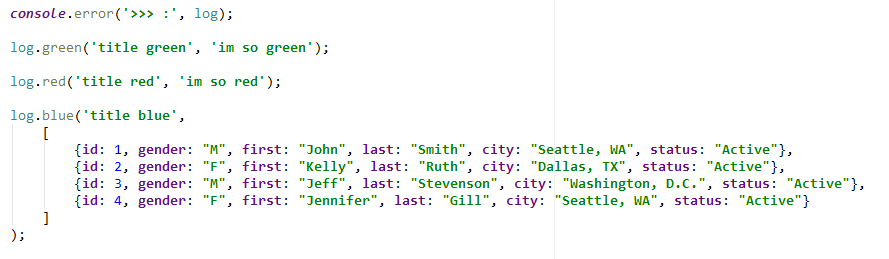 console.error('>>> :', log);
log.green('title green', 'im so green');
log.red('title red', 'im so red');
log.blue('title blue',
    [
        {id: 1, gender: "M", first: "John", last: "Smith", city: "Seattle, WA", status: "Active"},
        {id: 2, gender: "F", first: "Kelly", last: "Ruth", city: "Dallas, TX", status: "Active"},
        {id: 3, gender: "M", first: "Jeff", last: "Stevenson", city: "Washington, D.C.", status: "Active"},
        {id: 4, gender: "F", first: "Jennifer", last: "Gill", city: "Seattle, WA", status: "Active"}
    ]
);